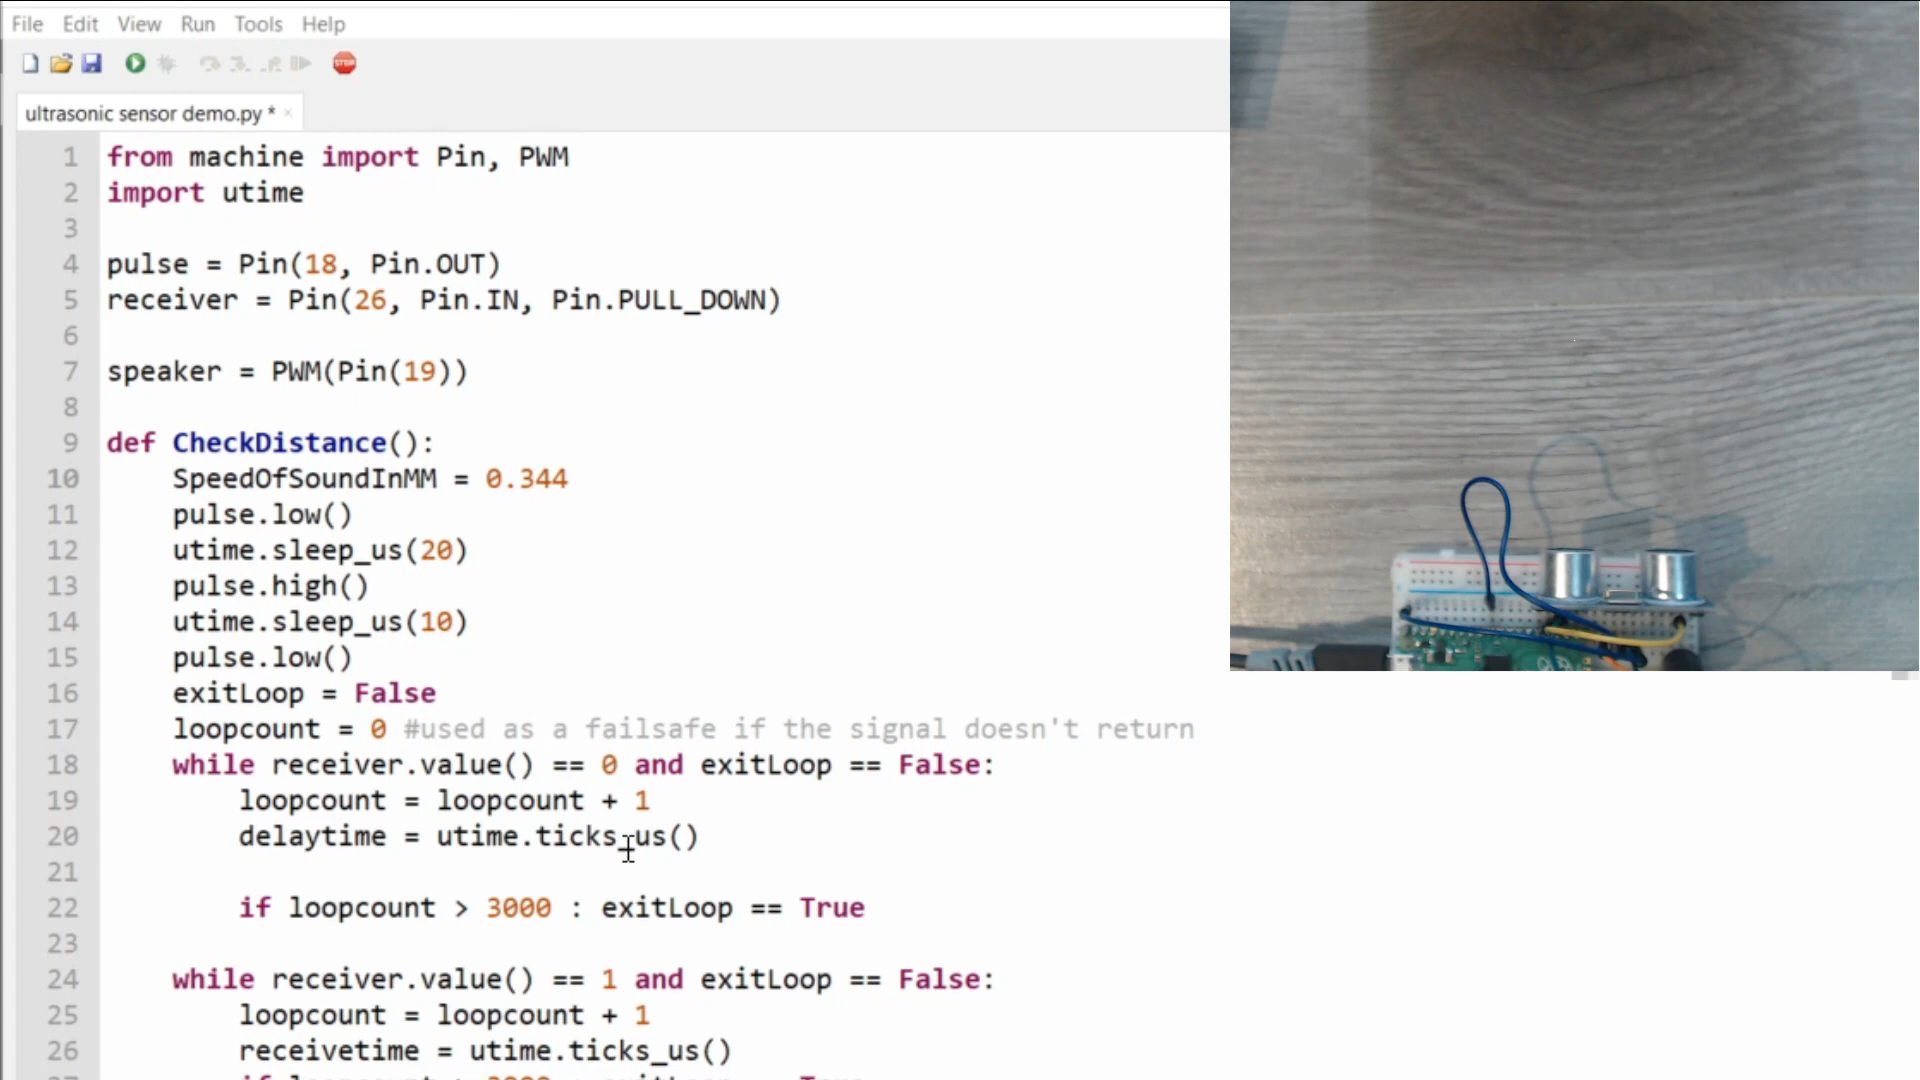 File Edit View Run Tools Help
STOP
ultrasonic sensor demo.py *
1 from machine import Pin, PWM
2 import utime
3
4 pulse = Pin(18, Pin.OUT)
5 receiver = Pin(26, Pin.IN, Pin.PULL_DOWN)
6
7 speaker = PWM(Pin(19))
8
9 def CheckDistance():
10 SpeedOfSoundInMM = 0.344
11 pulse.low()
12 utime.sleep_us(20)
13 pulse.high()
14 utime.sleep_us(10)
15 pulse.low()
16 exitLoop = False
17 loopcount = 0 #used as a failsafe if the signal doesn't return
18 while receiver.value() == 0 and exitLoop == False:
19 loopcount = loopcount + 1
20 delaytime = utime.ticks_us()
21
22 if loopcount > 3000 : exitLoop == True
23
24 while receiver.value() == 1 and exitLoop == False:
25 loopcount = loopcount + 1
26 receivetime = utime.ticks_us()